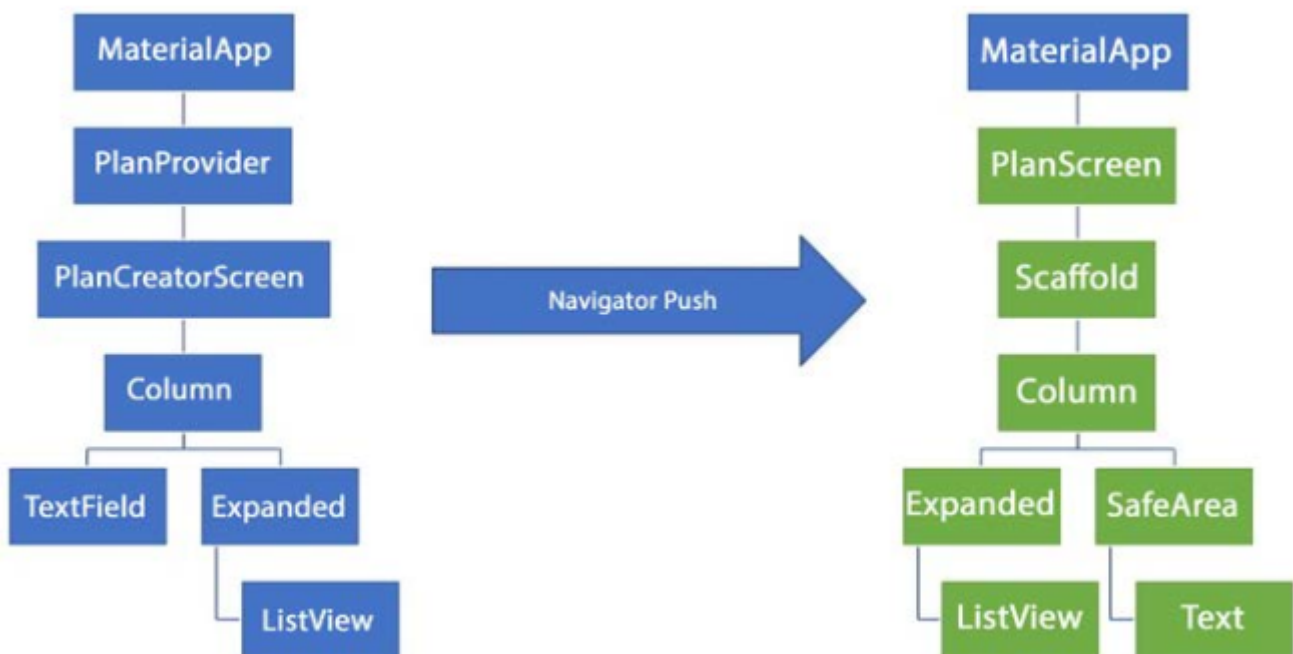 MaterialApp
PlanProvider
PlanCreatorScreen
Column
TextField
Expanded
ListView
Navigator Push
MaterialApp
PlanScreen
Scaffold
Column
Expanded
SafeArea
ListView
Text